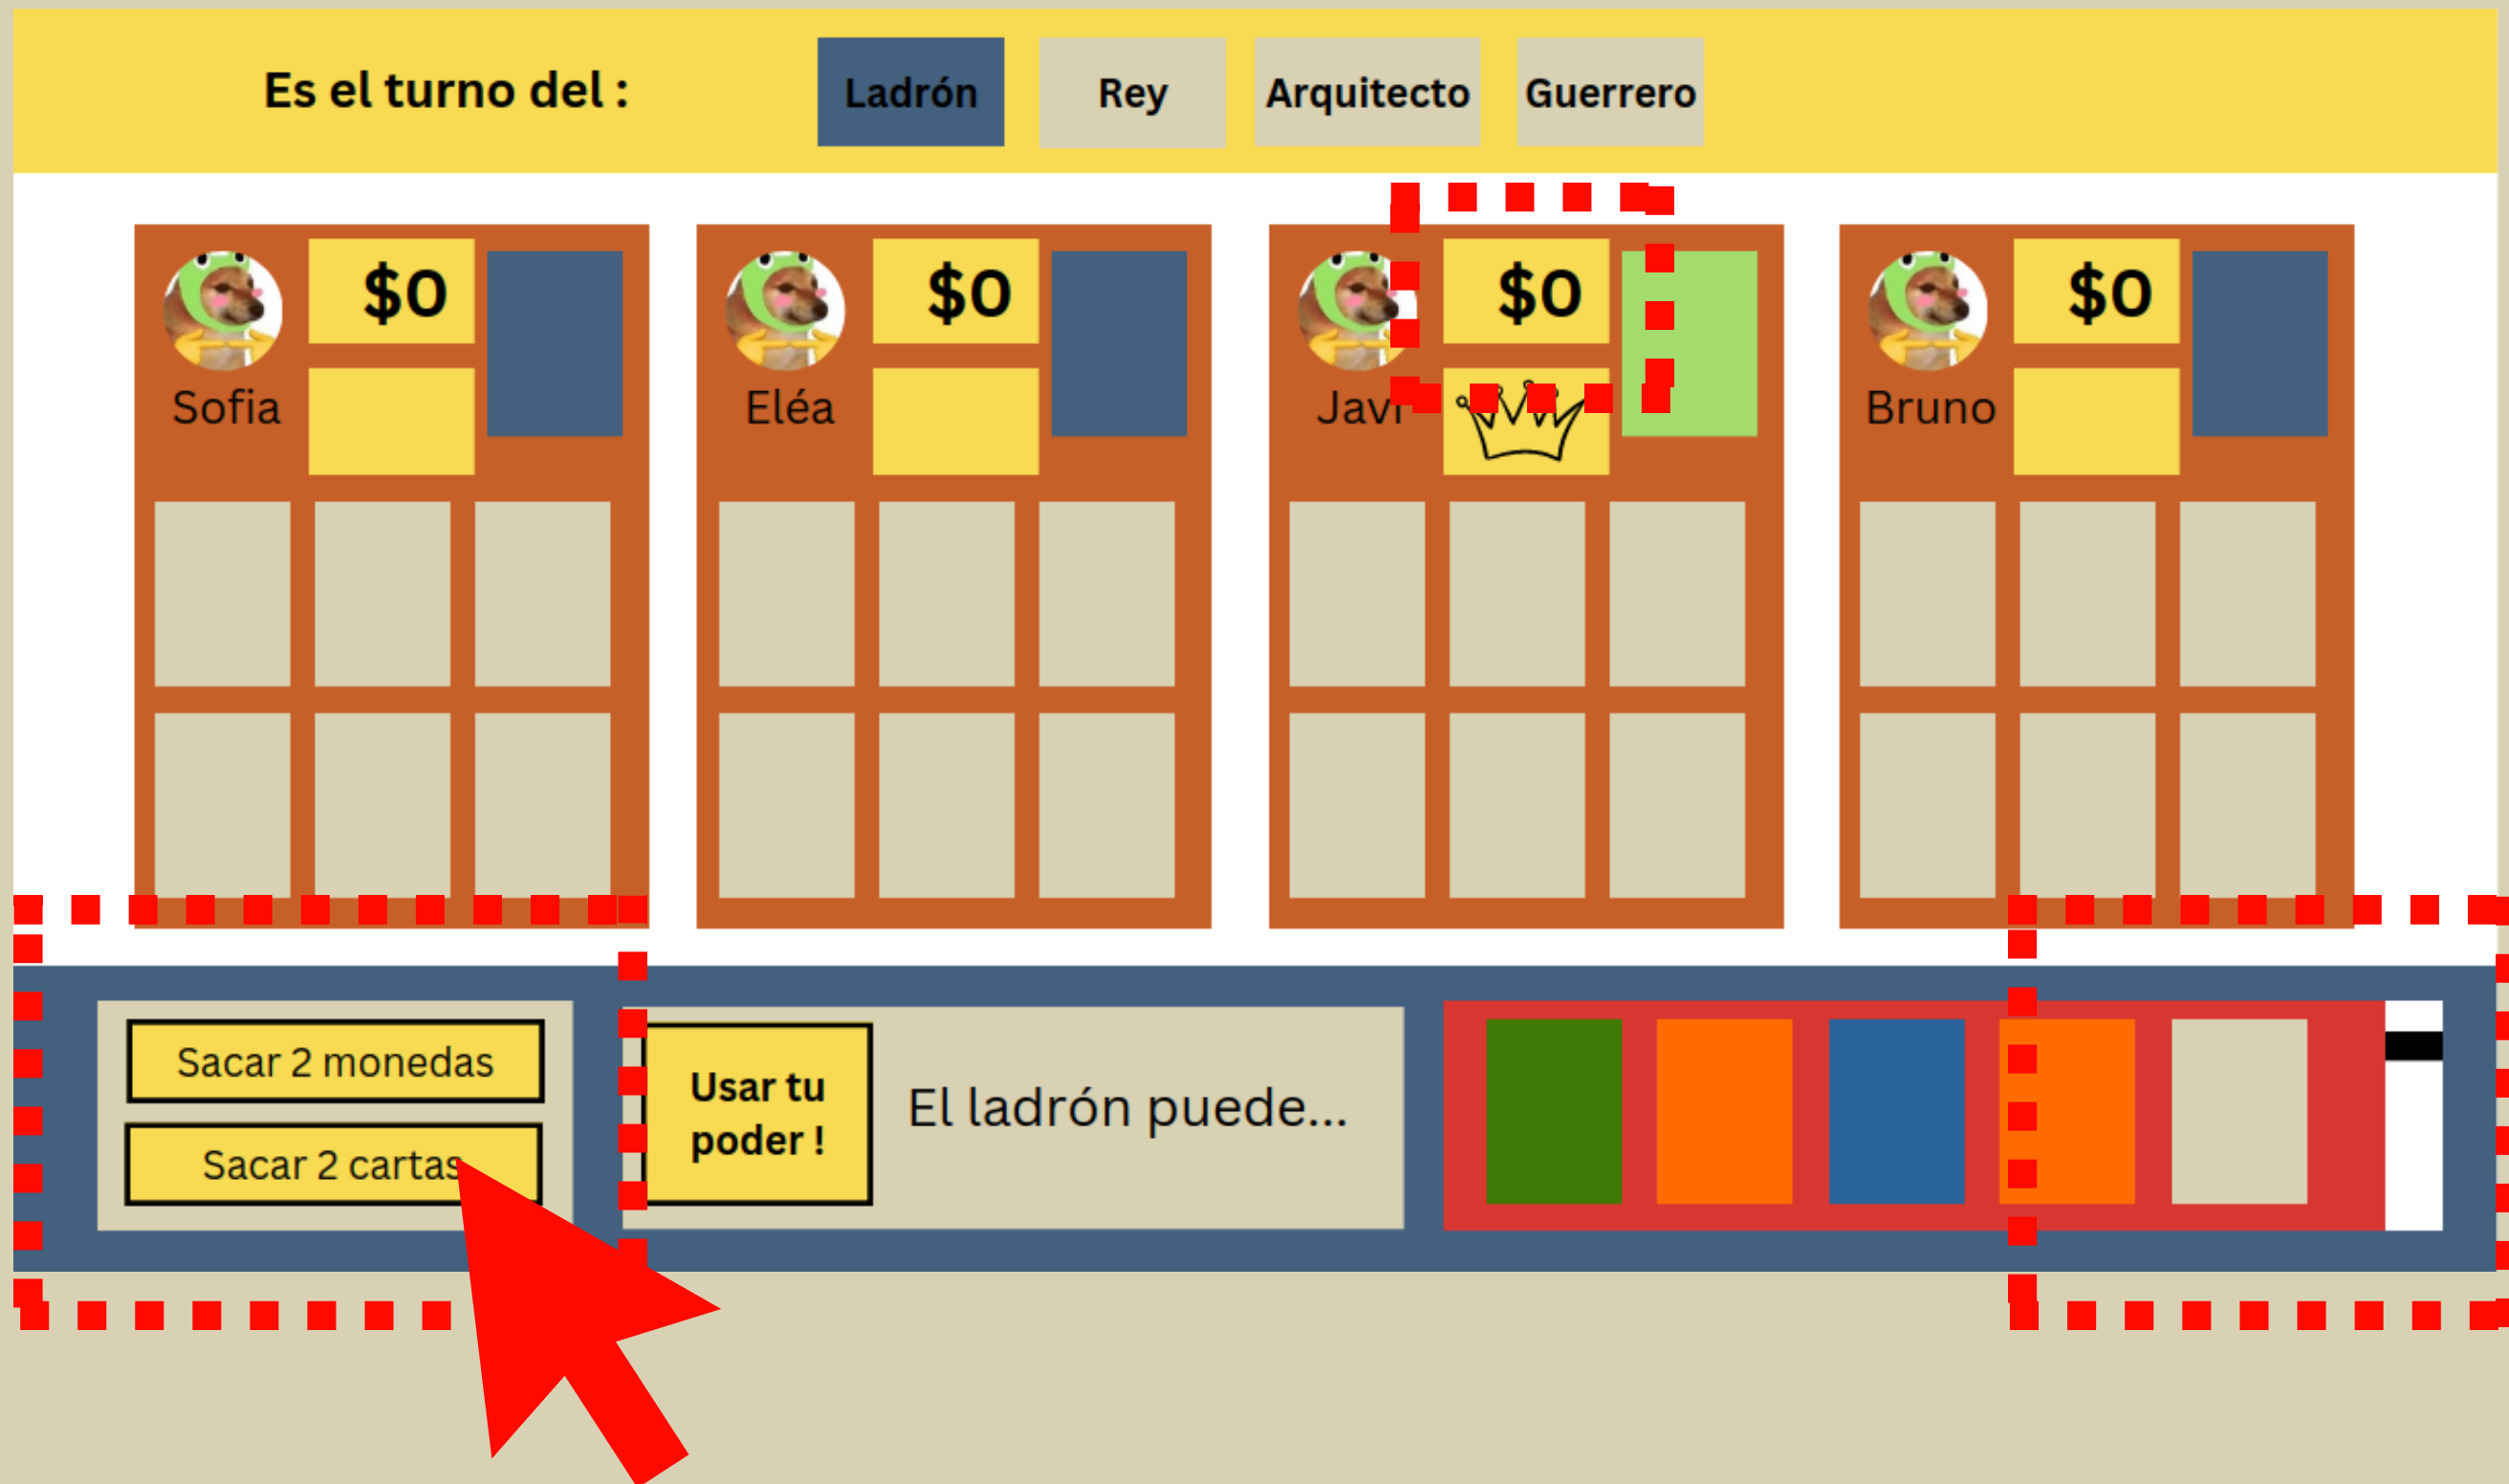 Es el turno del :
Ladrón
Rey
Arquitecto
Guerrero
$0
Sofia
$0
Eléa
$0
Javi
$0
Bruno
Sacar 2 monedas
Sacar 2 cartas
Usar tu
poder !
El ladrón puede...